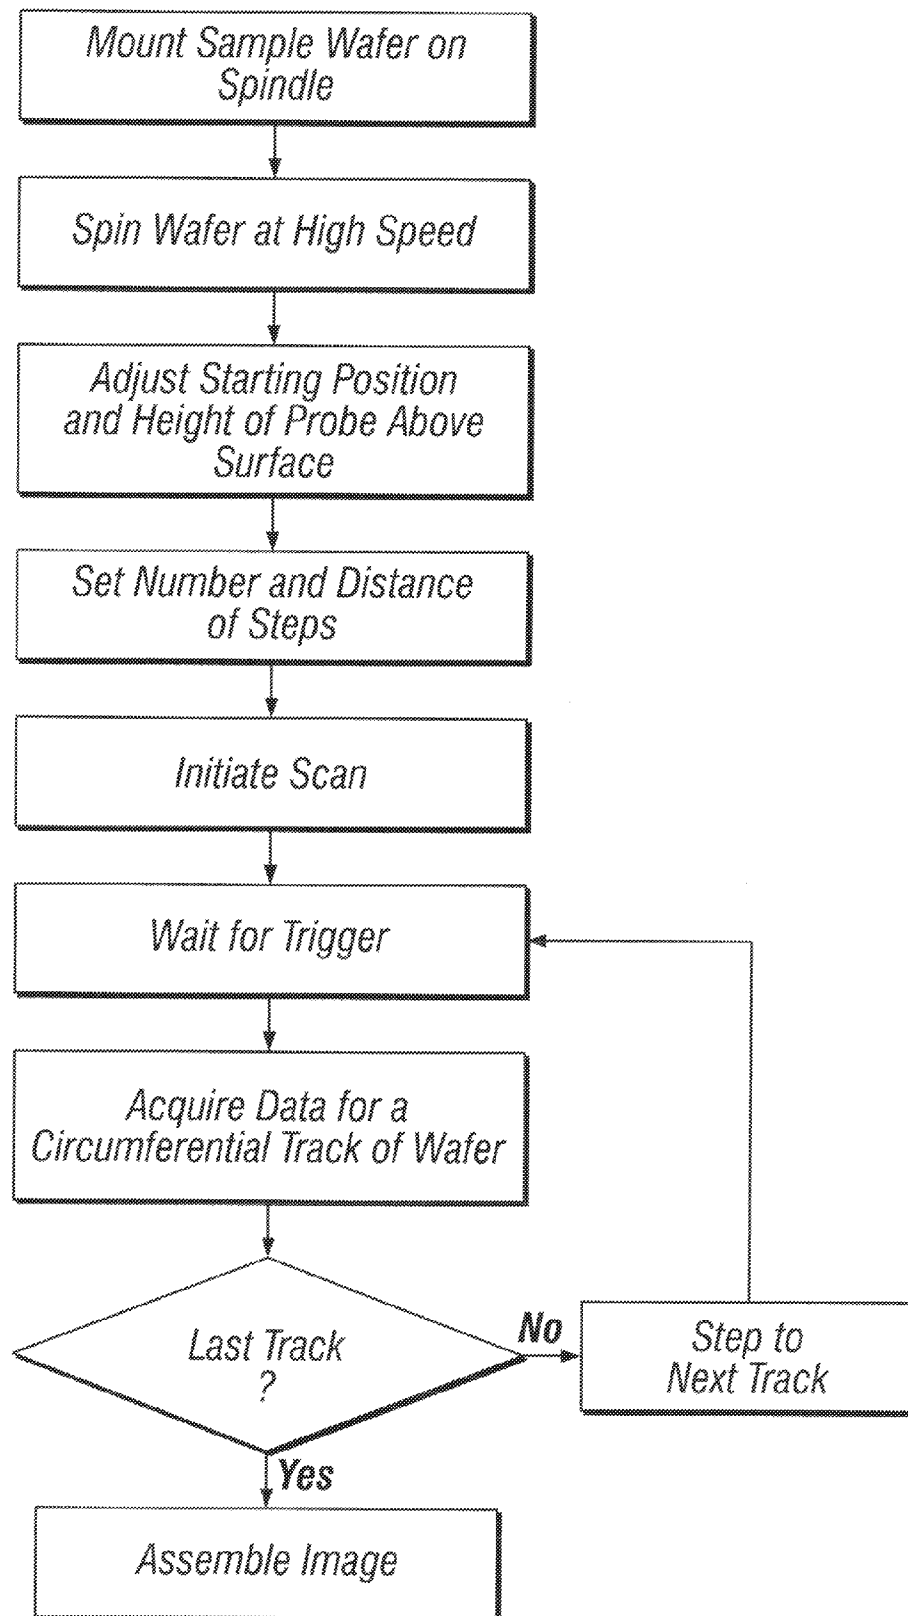 Mount Sample Wafer on
Spindle
Spin Wafer at High Speed
Adjust Starting Position
and Height of Probe Above
Surface
Set Number and Distance
of Steps
Initiate Scan
Wait for Trigger
Acquire Data for a
Circumferential Track of Wafer
Last Track
?
No
Step to
Next Track
Yes
Assemble Image